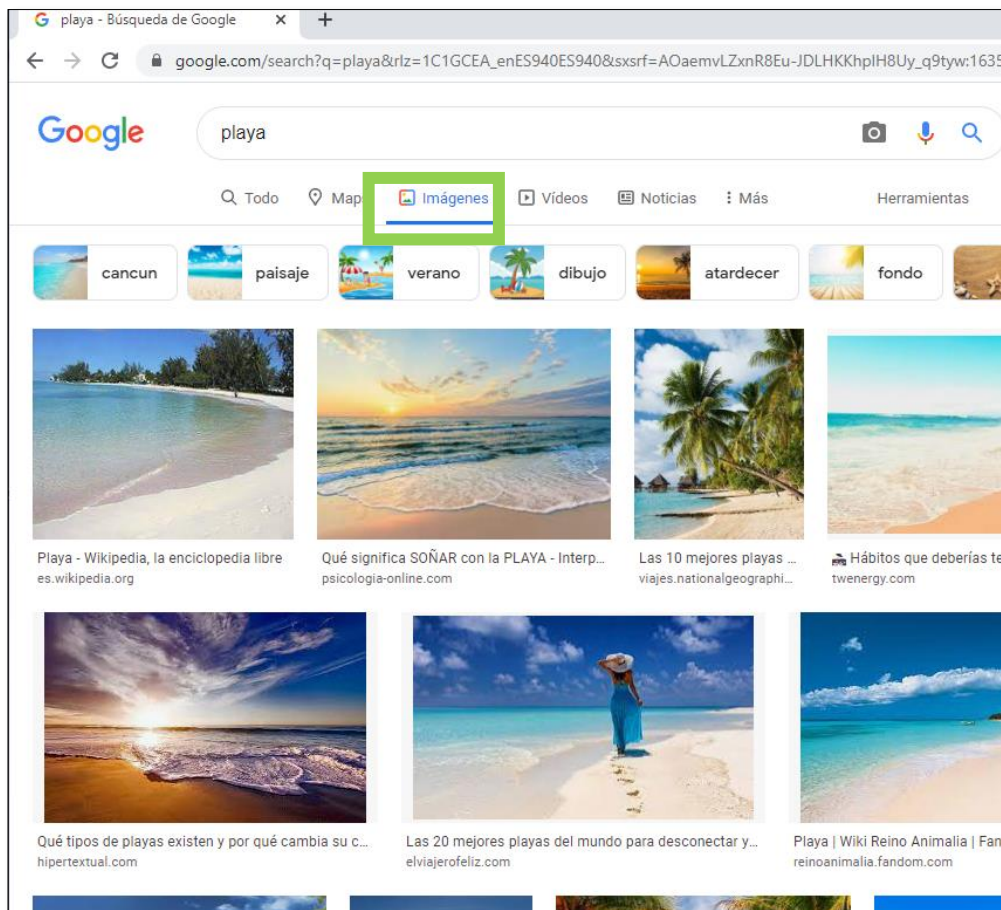 playa - Búsqueda de Google
google.com/search?q=playa&rlz=1C1GCEA_enES940ES940&sxsrf=AOaemvLZxnR8Eu-JDLHKKhplH8Uy_q9tyw:1635
Google
playa
Todo Map Imágenes Vídeos Noticias Más Herramientas
cancun paisaje verano dibujo atardecer fondo
Playa - Wikipedia, la enciclopedia libre
es.wikipedia.org
Qué significa SOÑAR con la PLAYA - Interp...
psicologia-online.com
Las 10 mejores playas ...
viajes.nationalgeographi...
Hábitos que deberías te
twenergy.com
Qué tipos de playas existen y por qué cambia su c...
hipertextual.com
Las 20 mejores playas del mundo para desconectar y...
elviajerofeliz.com
Playa | Wiki Reino Animalia | Fan
reinoanimalia.fandom.com